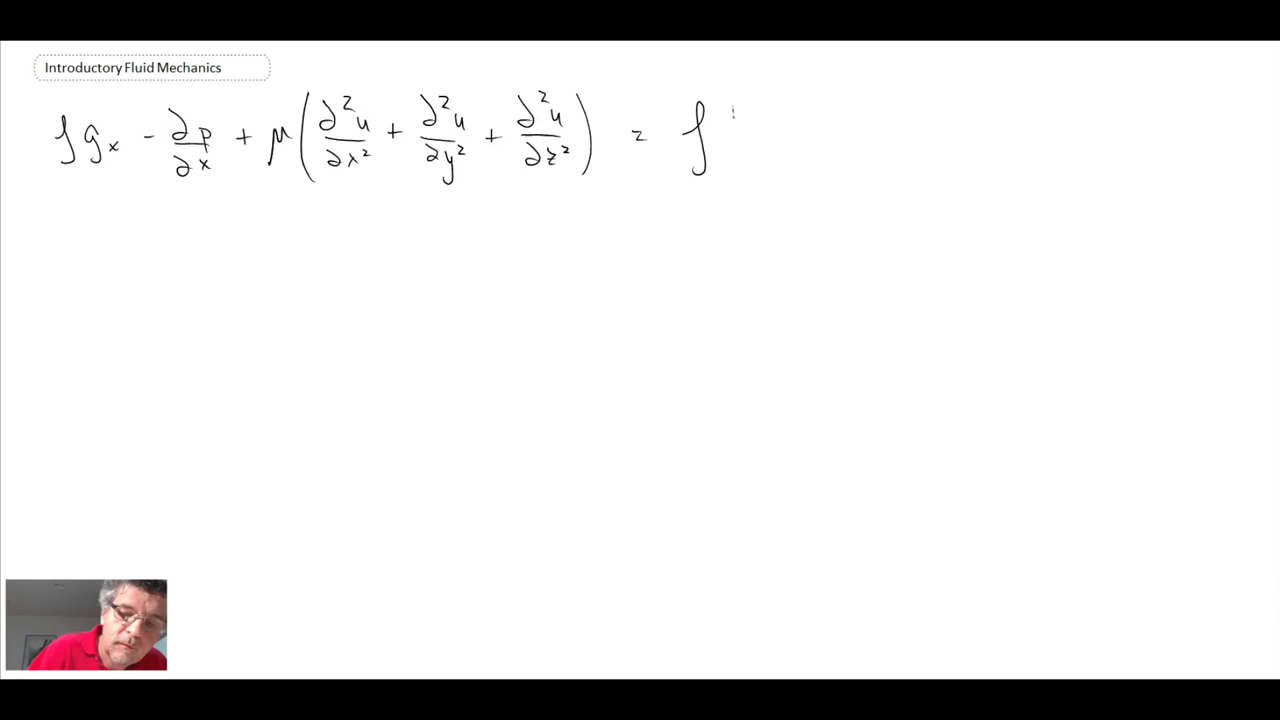 Introductory Fluid Mechanics
ρg_x - ∂p/∂x + μ(∂²u/∂x² + ∂²u/∂y² + ∂²u/∂z²) = ρ